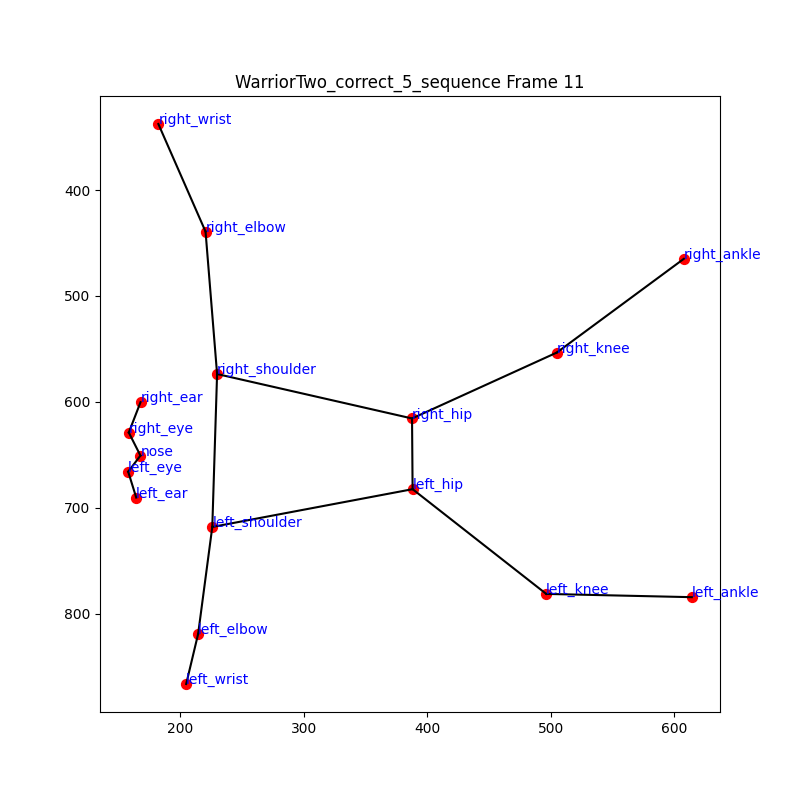 WarriorTwo_correct_5_sequence Frame 11
right_wrist
right_elbow
right_ankle
right_knee
right_shoulder
right_ear
right_hip
right_eye
nose
left_eye
left_hip
left_ear
left_shoulder
left_knee
left_ankle
left_elbow
left_wrist
400
500
600
700
800
200
300
400
500
600